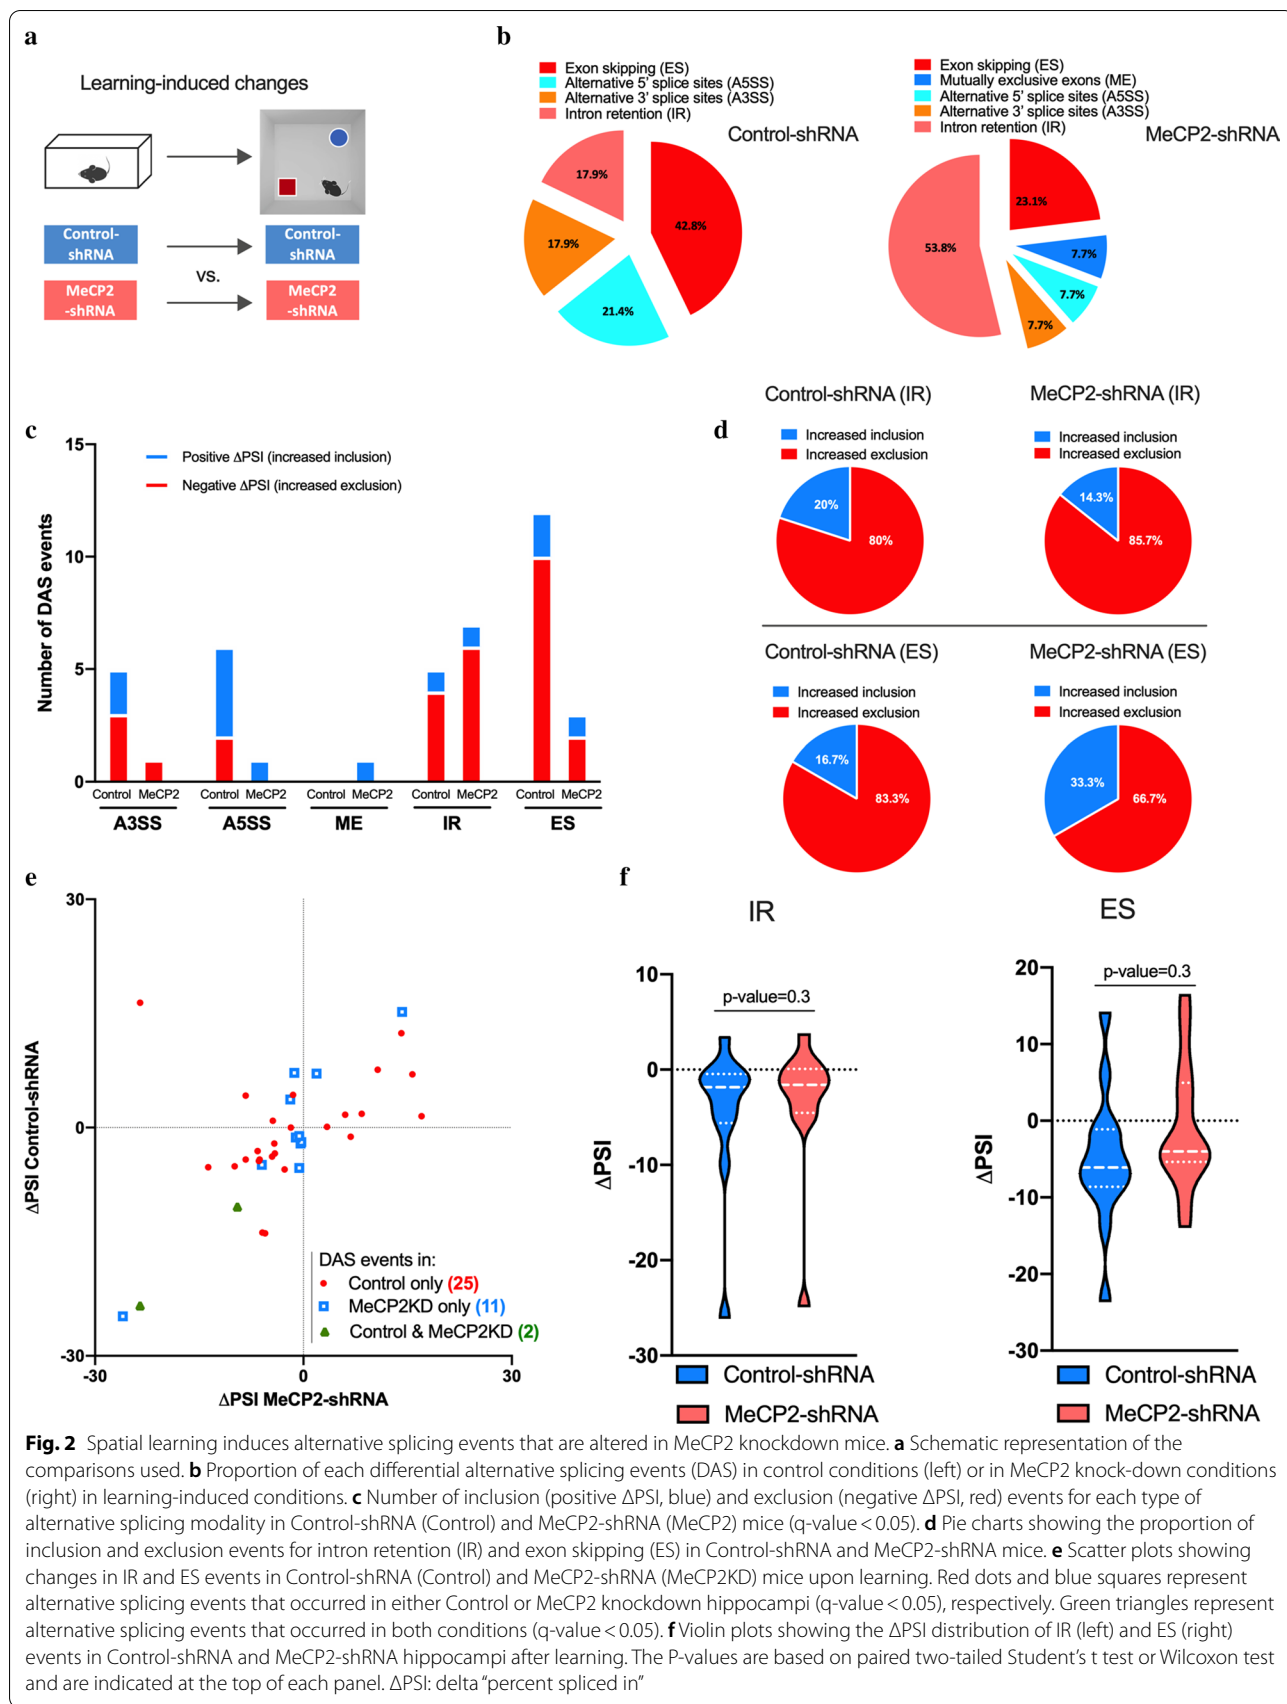 a
Learning-induced changes
Control-
shRNA
Control-
shRNA
VS.
MeCP2
-shRNA
MeCP2
-shRNA
b
Exon skipping (ES)
Alternative 5' splice sites (A5SS)
Alternative 3' splice sites (A3SS)
Intron retention (IR)
Control-shRNA
17.9%
42.8%
17.9%
21.4%
Exon skipping (ES)
Mutually exclusive exons (ME)
Alternative 5' splice sites (A5SS)
Alternative 3' splice sites (A3SS)
Intron retention (IR)
MeCP2-shRNA
23.1%
53.8%
7.7%
7.7%
7.7%
c
Number of DAS events
15
10
5
0
Positive ΔPSI (increased inclusion)
Negative ΔPSI (increased exclusion)
Control MeCP2 Control MeCP2 Control MeCP2 Control MeCP2 Control MeCP2
A3SS A5SS ME IR ES
d
Control-shRNA (IR)
Increased inclusion
Increased exclusion
20%
80%
MeCP2-shRNA (IR)
Increased inclusion
Increased exclusion
14.3%
85.7%
Control-shRNA (ES)
Increased inclusion
Increased exclusion
16.7%
83.3%
MeCP2-shRNA (ES)
Increased inclusion
Increased exclusion
33.3%
66.7%
e
ΔPSI Control-shRNA
30
0
-30
DAS events in:
Control only (25)
MeCP2KD only (11)
Control & MeCP2KD (2)
-30 0 30
ΔPSI MeCP2-shRNA
f
IR
ΔPSI
10
0
-10
-20
-30
p-value=0.3
Control-shRNA
MeCP2-shRNA
ES
ΔPSI
20
10
0
-10
-20
-30
p-value=0.3
Control-shRNA
MeCP2-shRNA
Fig. 2 Spatial learning induces alternative splicing events that are altered in MeCP2 knockdown mice. a Schematic representation of the
comparisons used. b Proportion of each differential alternative splicing events (DAS) in control conditions (left) or in MeCP2 knock-down conditions
(right) in learning-induced conditions. c Number of inclusion (positive ΔPSI, blue) and exclusion (negative ΔPSI, red) events for each type of
alternative splicing modality in Control-shRNA (Control) and MeCP2-shRNA (MeCP2) mice (q-value < 0.05). d Pie charts showing the proportion of
inclusion and exclusion events for intron retention (IR) and exon skipping (ES) in Control-shRNA and MeCP2-shRNA mice. e Scatter plots showing
changes in IR and ES events in Control-shRNA (Control) and MeCP2-shRNA (MeCP2KD) mice upon learning. Red dots and blue squares represent
alternative splicing events that occurred in either Control or MeCP2 knockdown hippocampi (q-value < 0.05), respectively. Green triangles represent
alternative splicing events that occurred in both conditions (q-value < 0.05). f Violin plots showing the ΔPSI distribution of IR (left) and ES (right)
events in Control-shRNA and MeCP2-shRNA hippocampi after learning. The P-values are based on paired two-tailed Student's t test or Wilcoxon test
and are indicated at the top of each panel. ΔPSI: delta "percent spliced in"